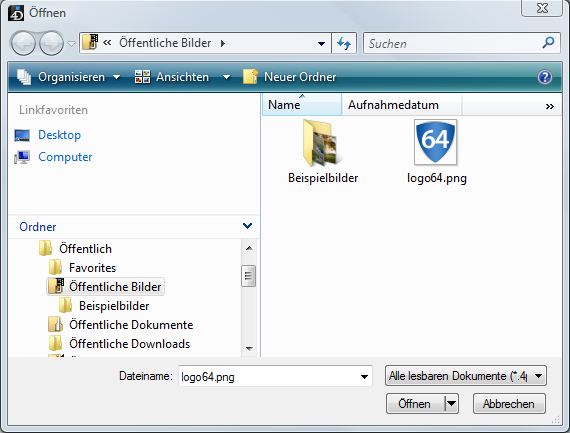 Öffnen
Öffentliche Bilder
Suchen
Organisieren Ansichten Neuer Ordner
Linkfavoriten
Desktop
Computer
Name Aufnahmedatum
Beispielbilder
64
logo64.png
Ordner
Öffentlich
Favorites
Öffentliche Bilder
Beispielbilder
Öffentliche Dokumente
Öffentliche Downloads
Dateiname: logo64.png Alle lesbaren Dokumente (*.4
Öffnen Abbrechen